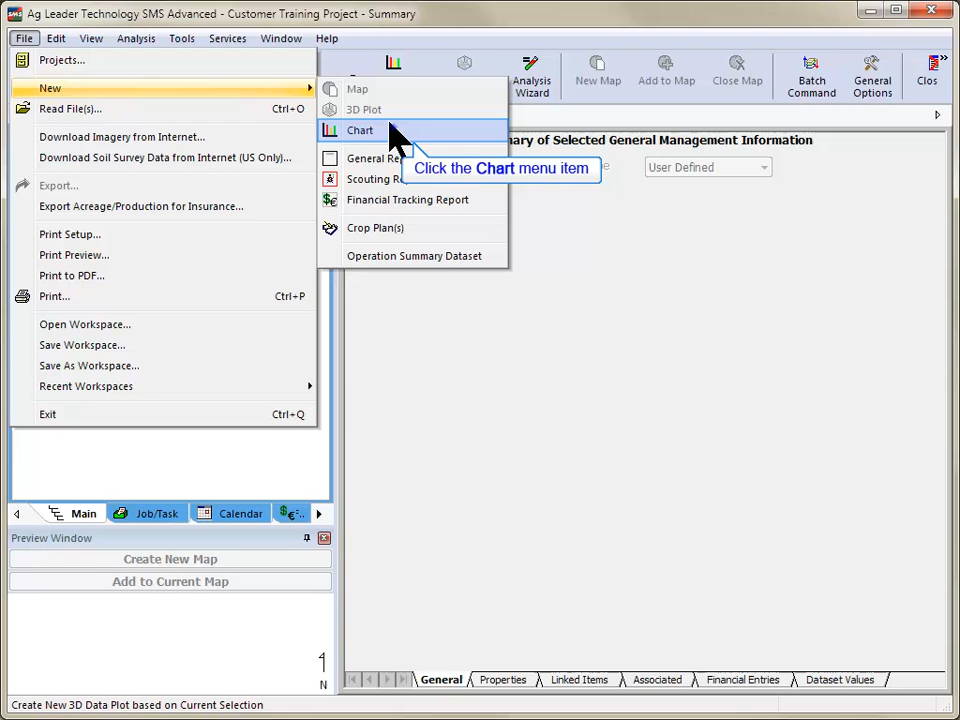 SMS Ag Leader Technology SMS Advanced - Customer Training Project - Summary
File Edit View Analysis Tools Services Window Help
Projects...
New
Read File(s)... Ctrl+O
Download Imagery from Internet...
Download Soil Survey Data from Internet (US Only)...
Export...
Export Acreage/Production for Insurance...
Print Setup...
Print Preview...
Print to PDF...
Print... Ctrl+P
Open Workspace...
Save Workspace...
Save As Workspace...
Recent Workspaces
Exit Ctrl+Q
Map
3D Plot
Chart
General Re
Scouting Re
Financial Tracking Report
Crop Plan(s)
Operation Summary Dataset
Click the Chart menu item
Analysis Wizard
New Map
Add to Map
Close Map
Batch Command
General Options
Clos
ry of Selected General Management Information
User Defined
Main Job/Task Calendar
Preview Window
Create New Map
Add to Current Map
N
General Properties Linked Items Associated Financial Entries Dataset Values
Create New 3D Data Plot based on Current Selection